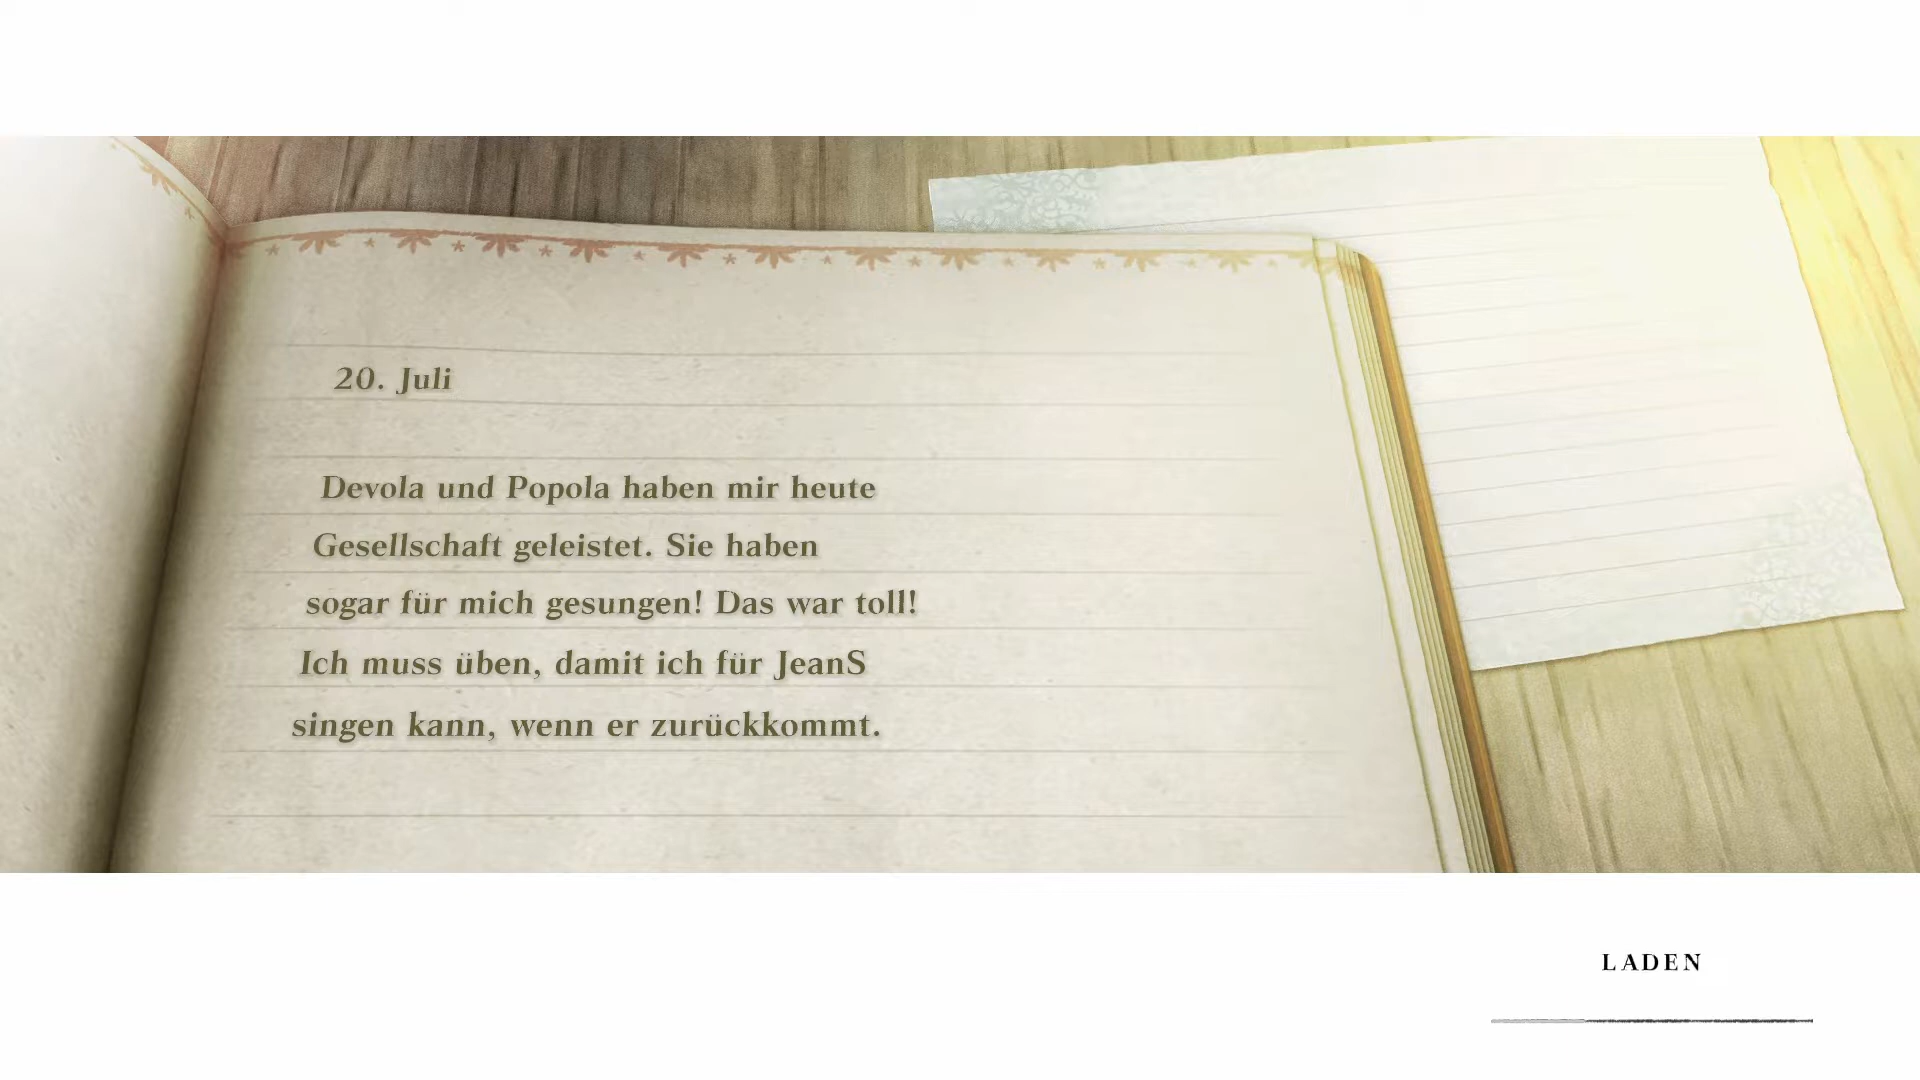 20. Juli
Devola und Popola haben mir heute
Gesellschaft geleistet. Sie haben
sogar für mich gesungen! Das war toll!
Ich muss üben, damit ich für JeanS
singen kann, wenn er zurückkommt.
LADEN